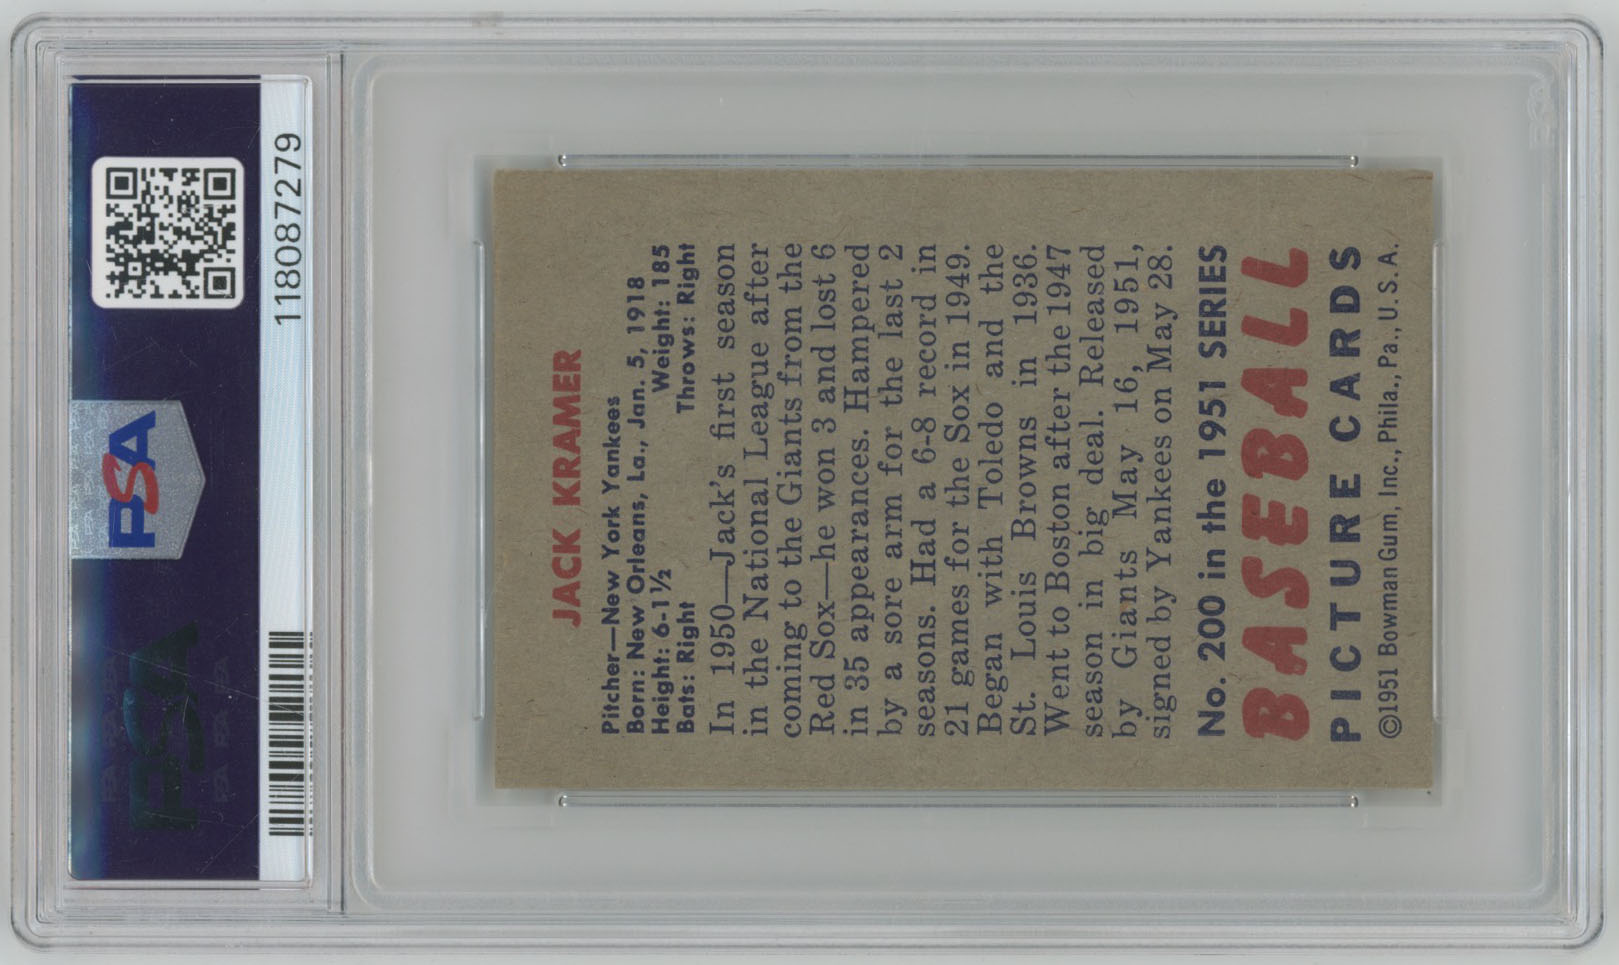 PSA
118087279
JACK KRAMER
Pitcher—New York Yankees
Born: New Orleans, La., Jan. 5, 1918
Height: 6-1½ Weight: 185
Bats: Right Throws: Right
In 1950—Jack's first season
in the National League after
coming to the Giants from the
Red Sox—he won 3 and lost 6
in 35 appearances. Hampered
by a sore arm for the last 2
seasons. Had a 6-8 record in
21 games for the Sox in 1949.
Began with Toledo and the
St. Louis Browns in 1936.
Went to Boston after the 1947
season in big deal. Released
by Giants May 16, 1951,
signed by Yankees on May 28.
No. 200 in the 1951 SERIES
BASEBALL
PICTURE CARDS
©1951 Bowman Gum, Inc., Phila., Pa., U. S. A.
PSA